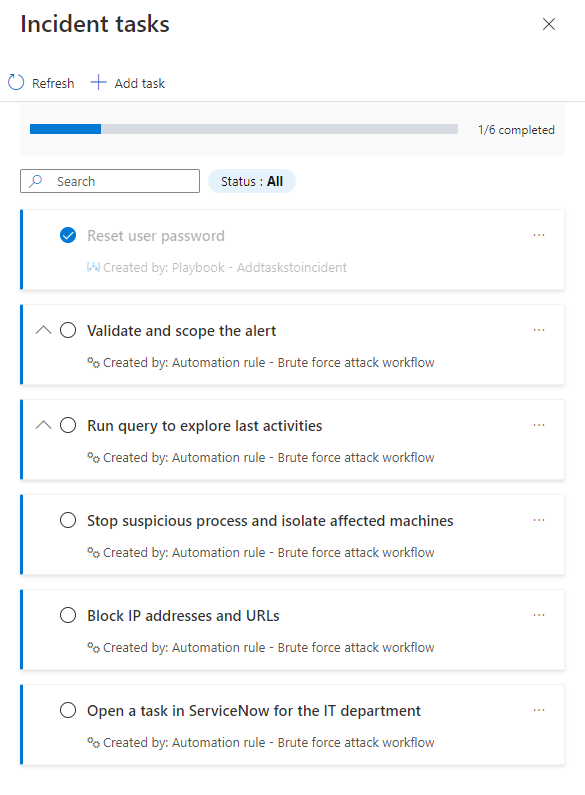 Incident tasks
Refresh
Add task
1/6 completed
Search
Status : All
Reset user password
Created by: Playbook - Addtaskstoincident
Validate and scope the alert
Created by: Automation rule - Brute force attack workflow
Run query to explore last activities
Created by: Automation rule - Brute force attack workflow
Stop suspicious process and isolate affected machines
Created by: Automation rule - Brute force attack workflow
Block IP addresses and URLs
Created by: Automation rule - Brute force attack workflow
Open a task in ServiceNow for the IT department
Created by: Automation rule - Brute force attack workflow